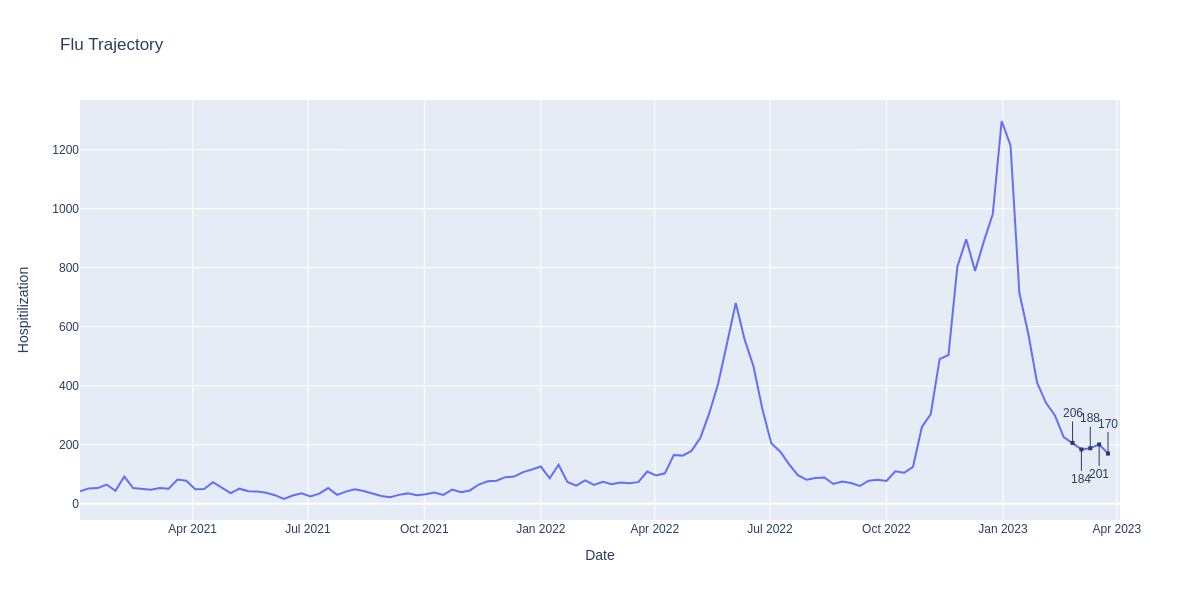 Flu Trajectory
Hospitilization
1200
1000
800
600
400
200
0
206
188
170
184
201
Apr 2021
Jul 2021
Oct 2021
Jan 2022
Apr 2022
Jul 2022
Oct 2022
Jan 2023
Apr 2023
Date